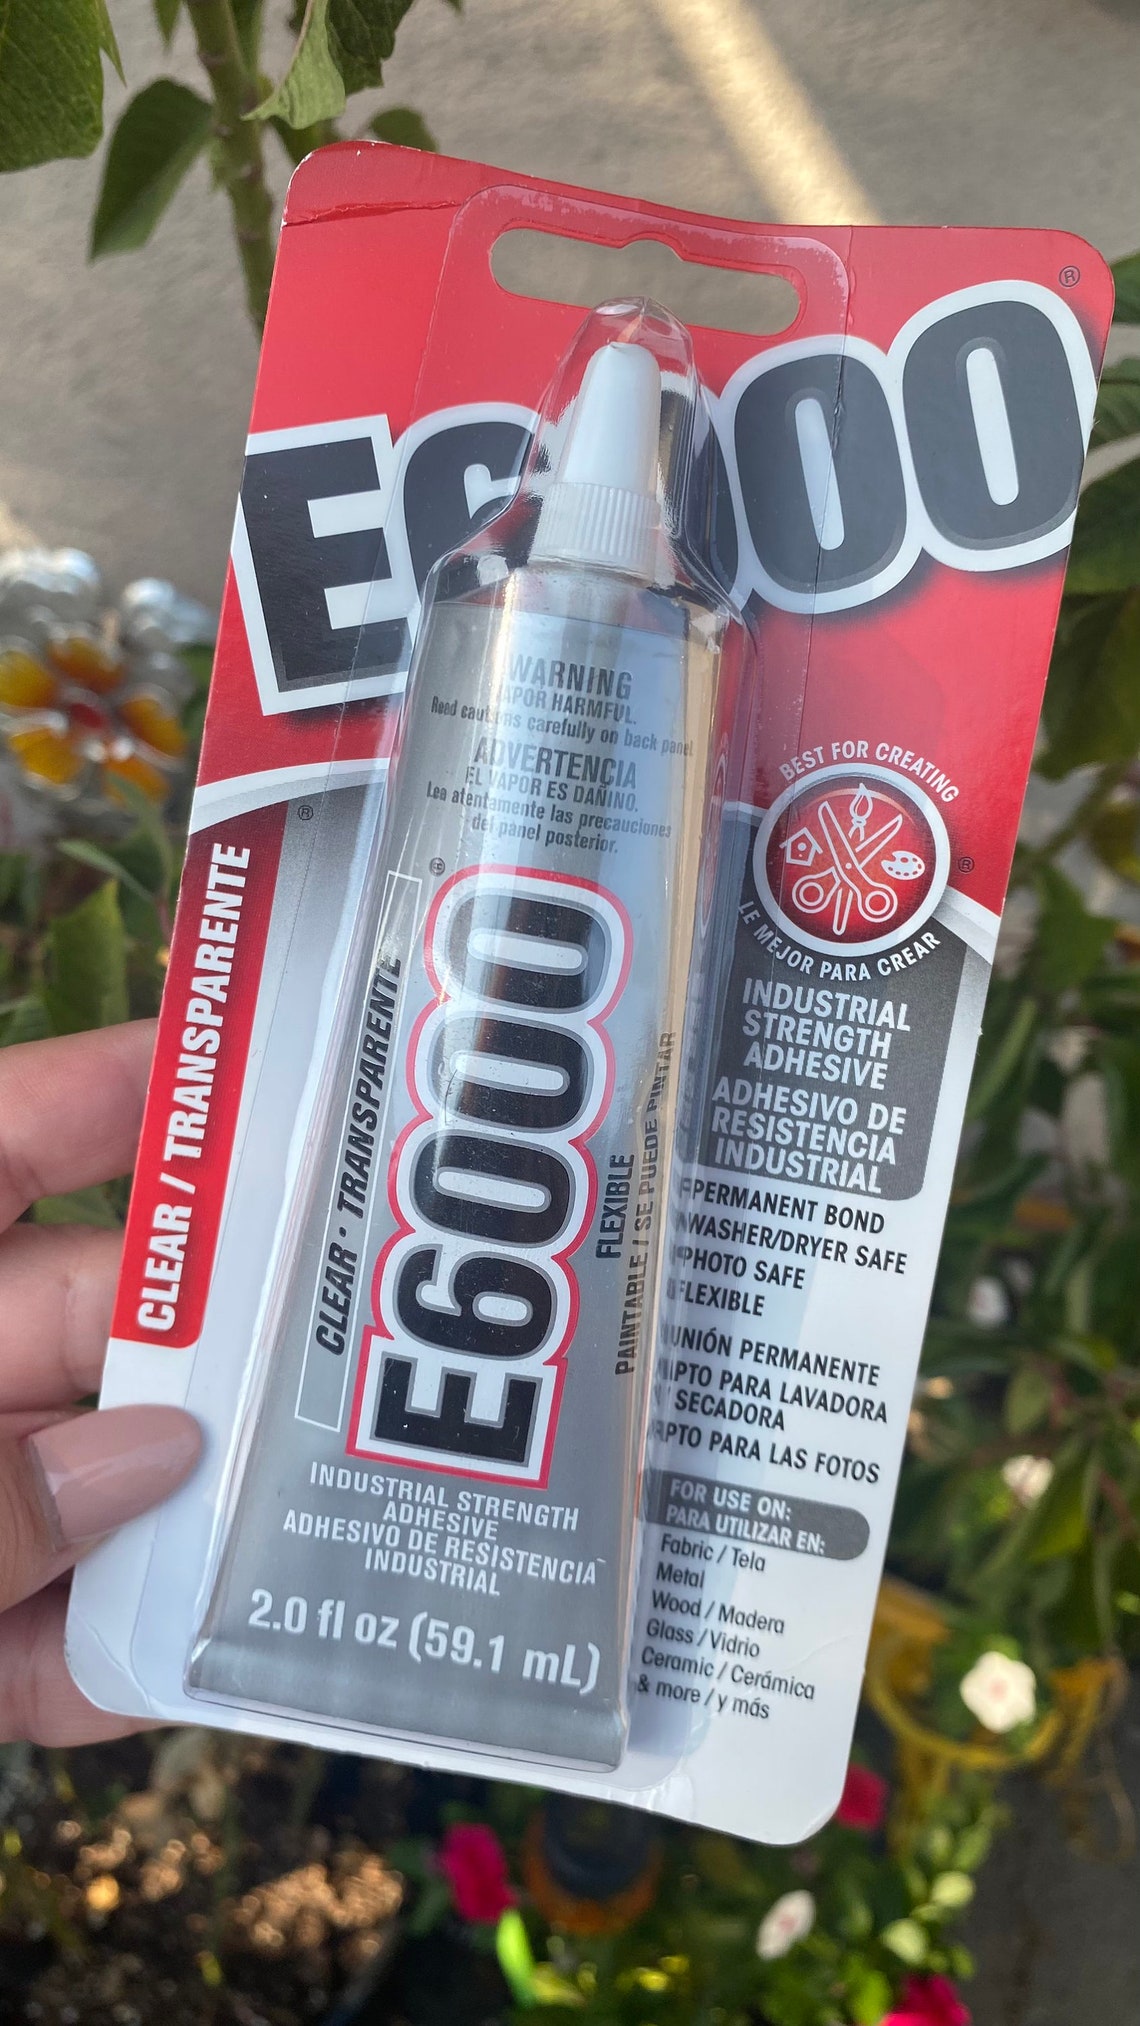 E6000
®
WARNING
VAPOR HARMFUL.
Read cautions carefully on back panel
ADVERTENCIA
EL VAPOR ES DAÑINO.
Lea atentamente las precauciones
del panel posterior.
®
CLEAR / TRANSPARENTE
®
CLEAR · TRANSPARENTE
E6000
FLEXIBLE
PAINTABLE / SE PUEDE PINTAR
INDUSTRIAL STRENGTH
ADHESIVE
ADHESIVO DE RESISTENCIA
INDUSTRIAL
2.0 fl oz (59.1 mL)
BEST FOR CREATING
®
LE MEJOR PARA CREAR
INDUSTRIAL
STRENGTH
ADHESIVE
ADHESIVO DE
RESISTENCIA
INDUSTRIAL
PERMANENT BOND
WASHER/DRYER SAFE
PHOTO SAFE
FLEXIBLE
UNIÓN PERMANENTE
APTO PARA LAVADORA
Y SECADORA
APTO PARA LAS FOTOS
FOR USE ON:
PARA UTILIZAR EN:
Fabric / Tela
Metal
Wood / Madera
Glass / Vidrio
Ceramic / Cerámica
& more / y más